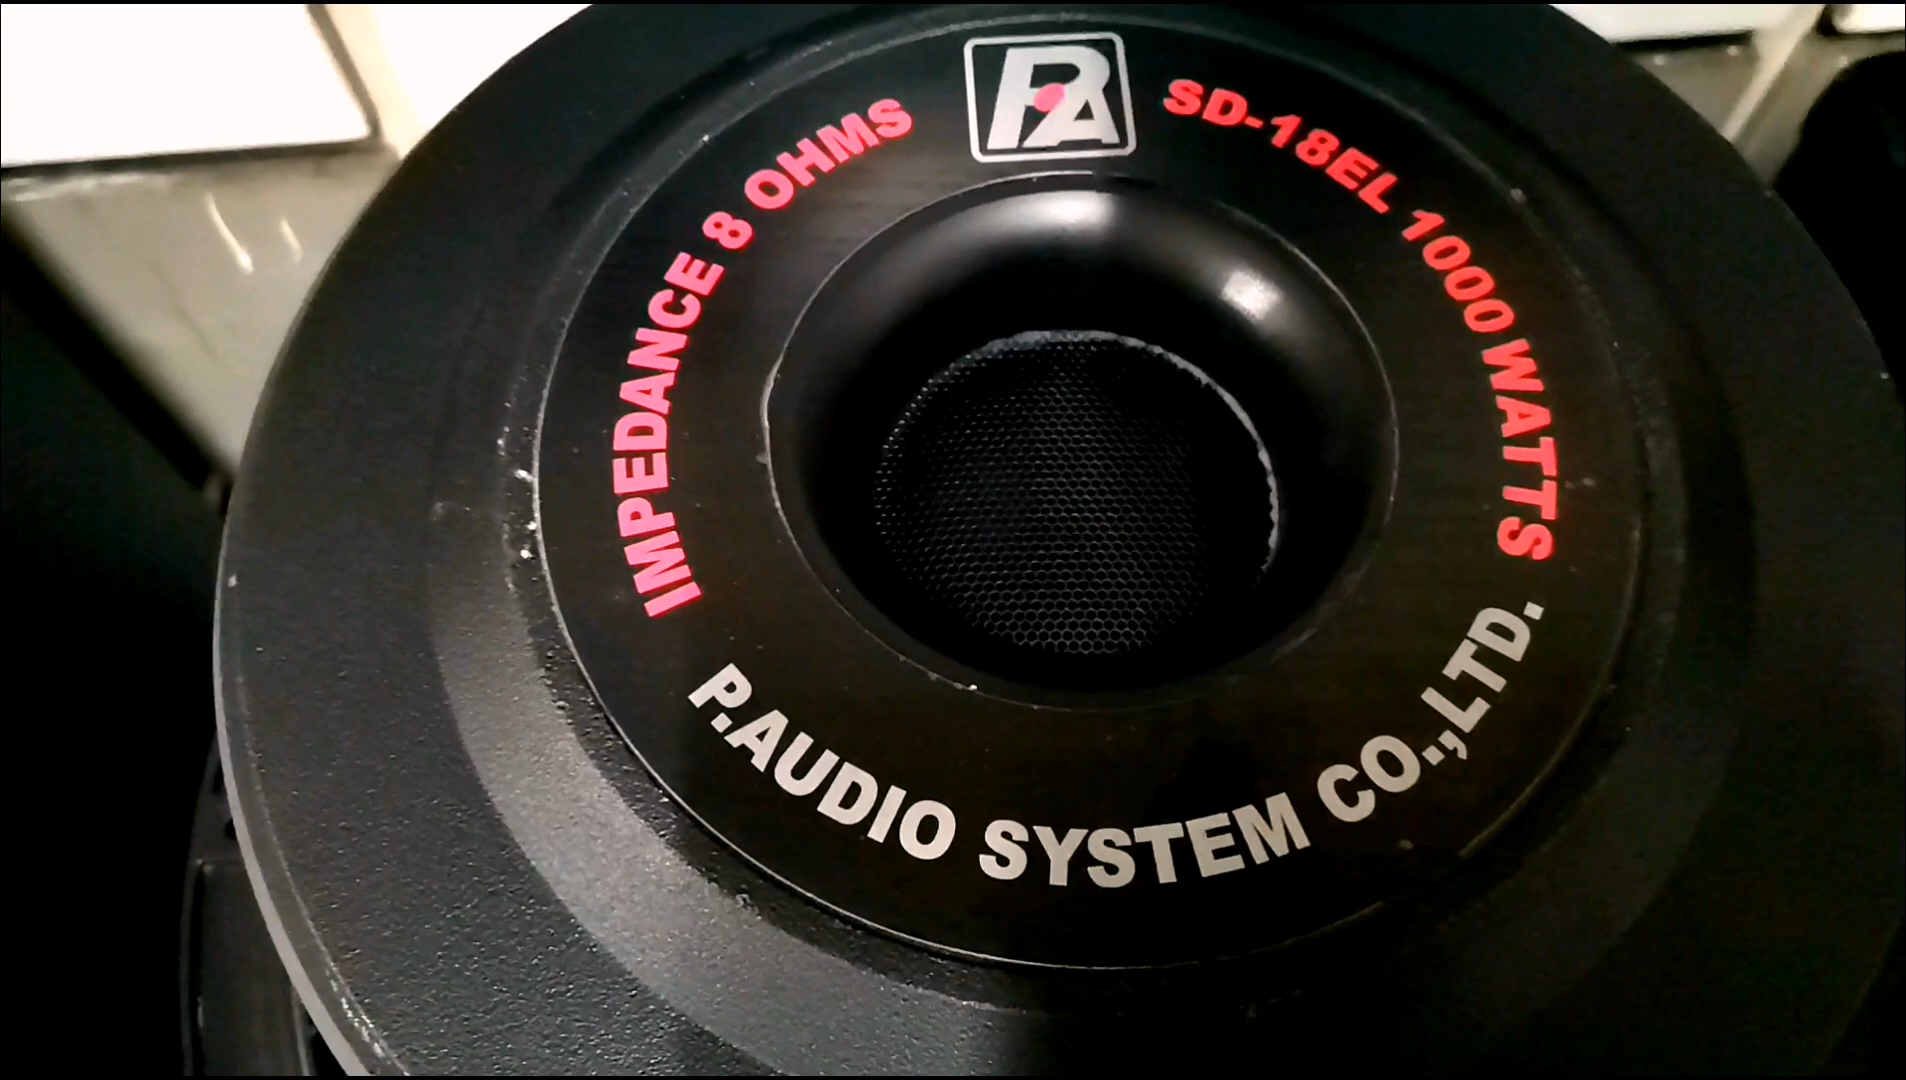 PA
IMPEDANCE 8 OHMS
SD-18EL 1000 WATTS
P.AUDIO SYSTEM CO.,LTD.